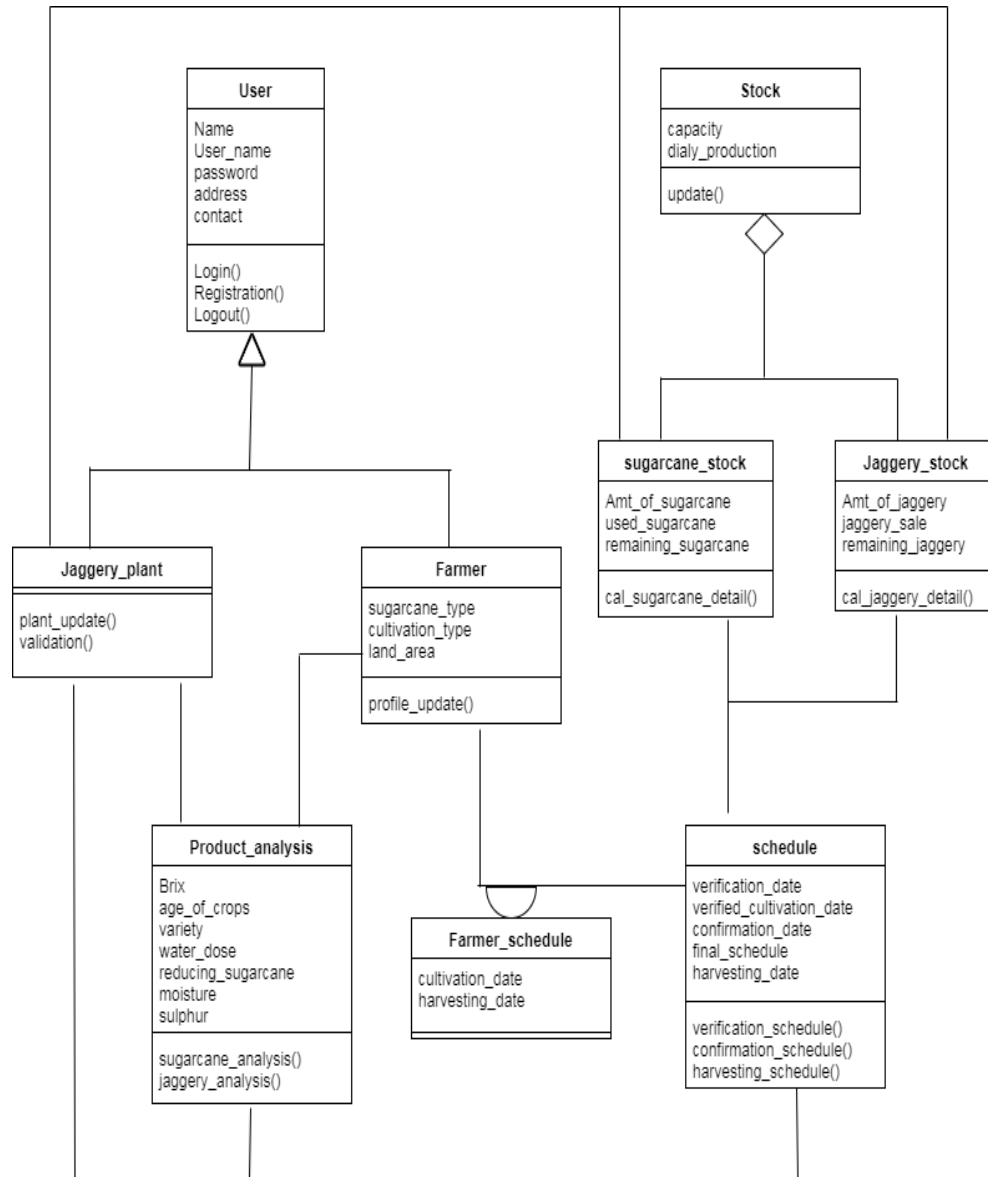 User
Name
User_name
password
address
contact
Login()
Registration()
Logout()
Stock
capacity
dialy_production
update()
sugarcane_stock
Amt_of_sugarcane
used_sugarcane
remaining_sugarcane
cal_sugarcane_detail()
Jaggery_stock
Amt_of_jaggery
jaggery_sale
remaining_jaggery
cal_jaggery_detail()
Jaggery_plant
plant_update()
validation()
Farmer
sugarcane_type
cultivation_type
land_area
profile_update()
Product_analysis
Brix
age_of_crops
variety
water_dose
reducing_sugarcane
moisture
sulphur
sugarcane_analysis()
jaggery_analysis()
Farmer_schedule
cultivation_date
harvesting_date
schedule
verification_date
verified_cultivation_date
confirmation_date
final_schedule
harvesting_date
verification_schedule()
confirmation_schedule()
harvesting_schedule()